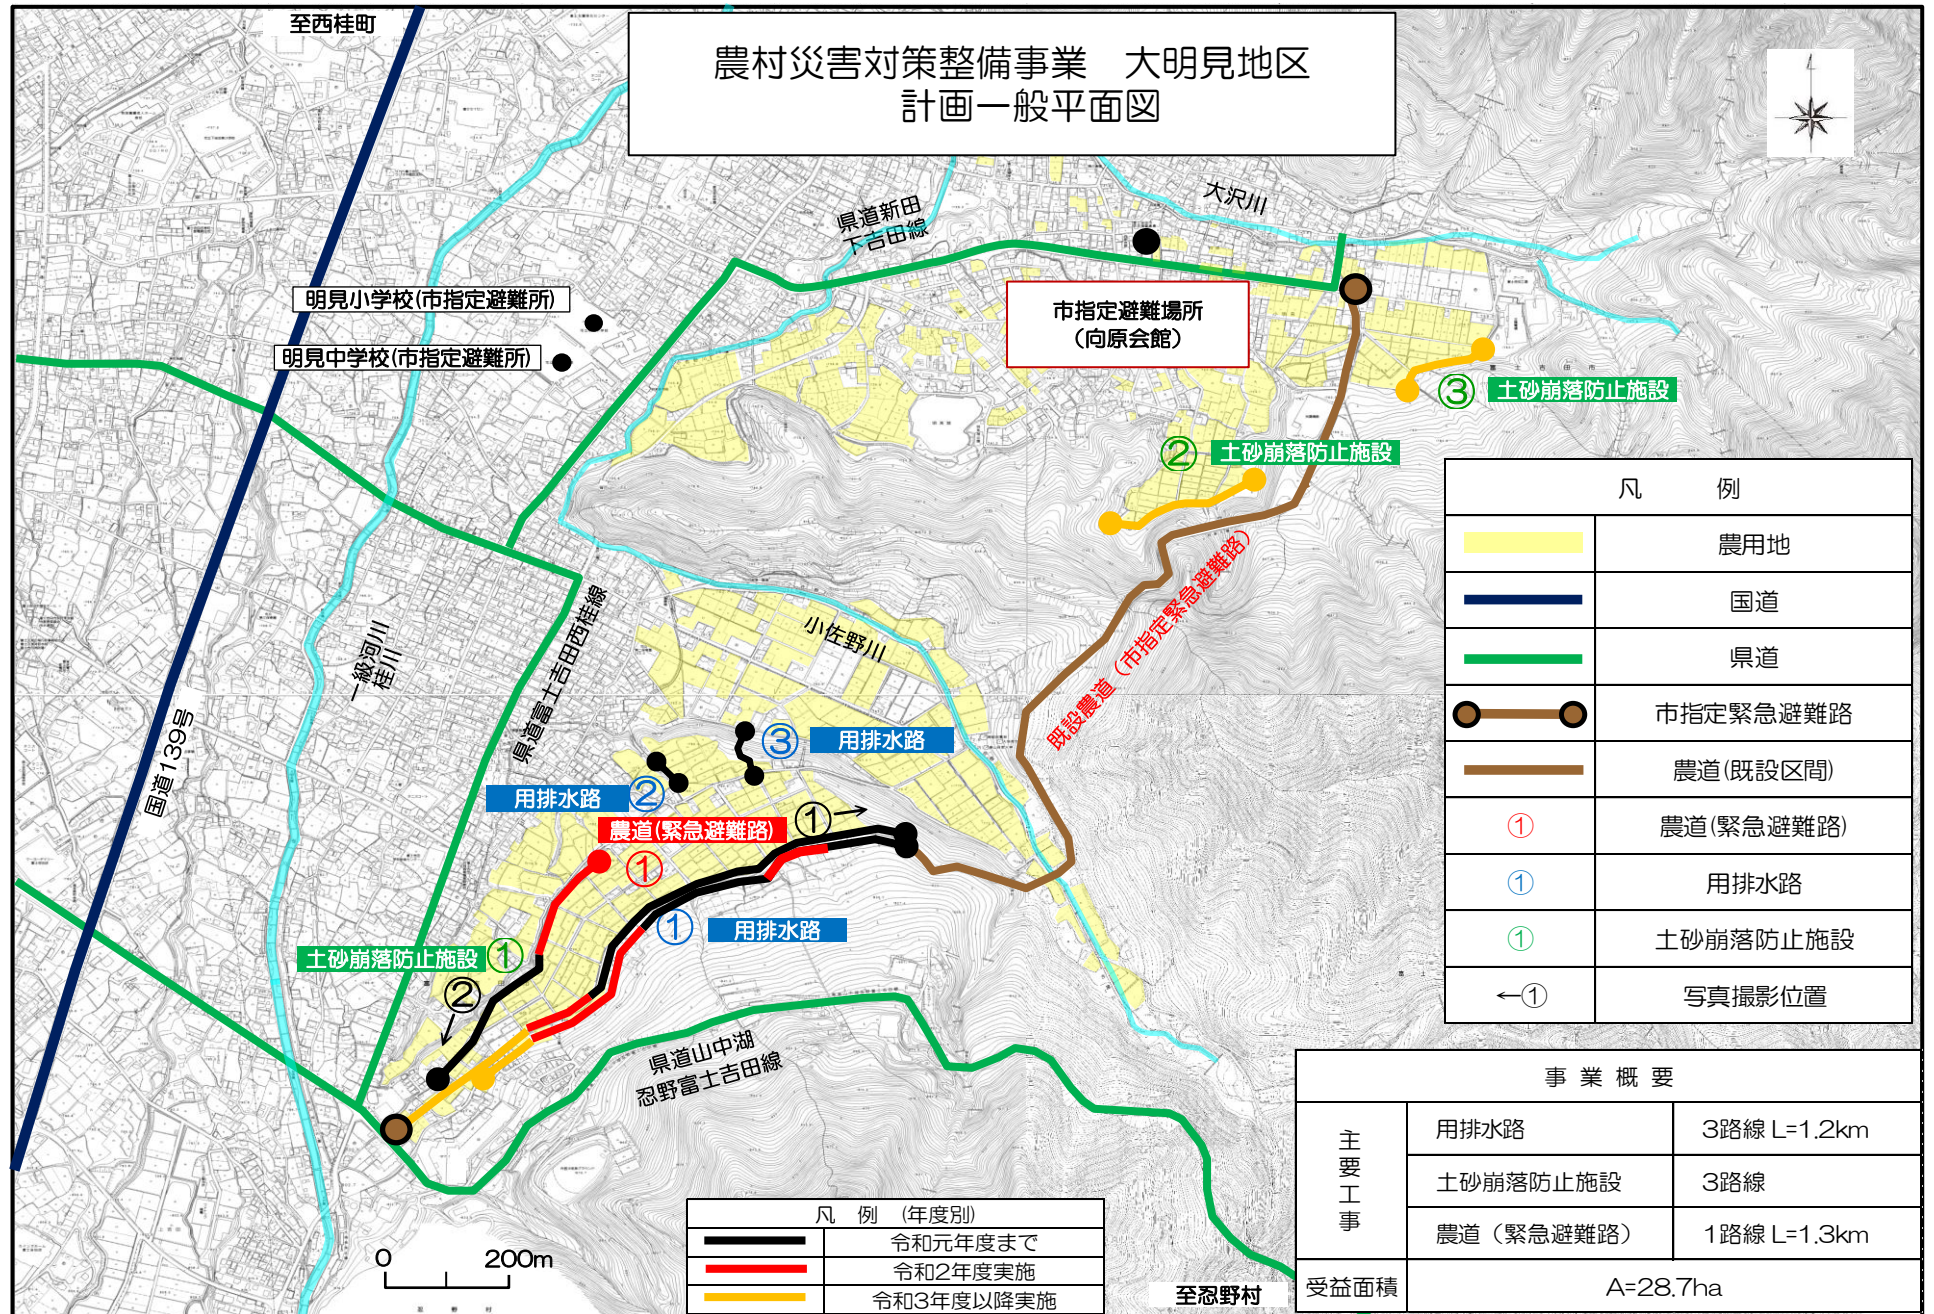 至西桂町
農村災害対策整備事業　大明見地区
計画一般平面図
大沢川
県道新田
下吉田線
明見小学校(市指定避難所)
明見中学校(市指定避難所)
市指定避難場所
（向原会館）
③ 土砂崩落防止施設
② 土砂崩落防止施設
既設農道（市指定緊急避難路）
小佐野川
一級河川
桂川
県道富士吉田西桂線
国道139号
③ 用排水路
用排水路 ②
農道(緊急避難路)
①→
①
① 用排水路
土砂崩落防止施設 ①
②
県道山中湖
忍野富士吉田線
凡　例
農用地
国道
県道
市指定緊急避難路
農道(既設区間)
① 農道(緊急避難路)
① 用排水路
① 土砂崩落防止施設
←① 写真撮影位置
事業概要
主要工事
用排水路 3路線 L=1.2km
土砂崩落防止施設 3路線
農道（緊急避難路） 1路線 L=1.3km
受益面積 A=28.7ha
凡　例　(年度別)
令和元年度まで
令和2年度実施
令和3年度以降実施
0 200m
至忍野村